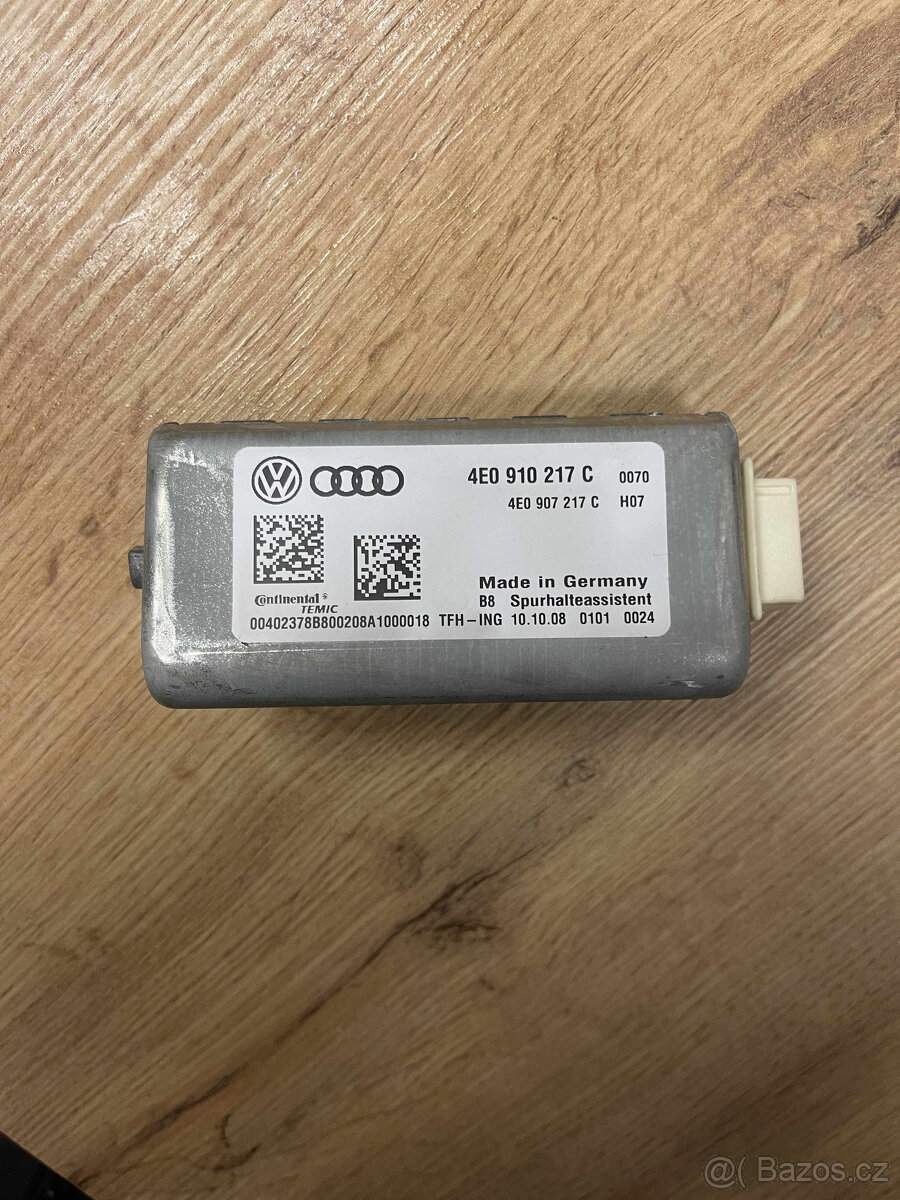 4E0 910 217 C 0070
4E0 907 217 C H07
Made in Germany
Continental®
TEMIC
B8 Spurhalteassistent
00402378B800208A1000018 TFH-ING 10.10.08 0101 0024
@( Bazos.cz